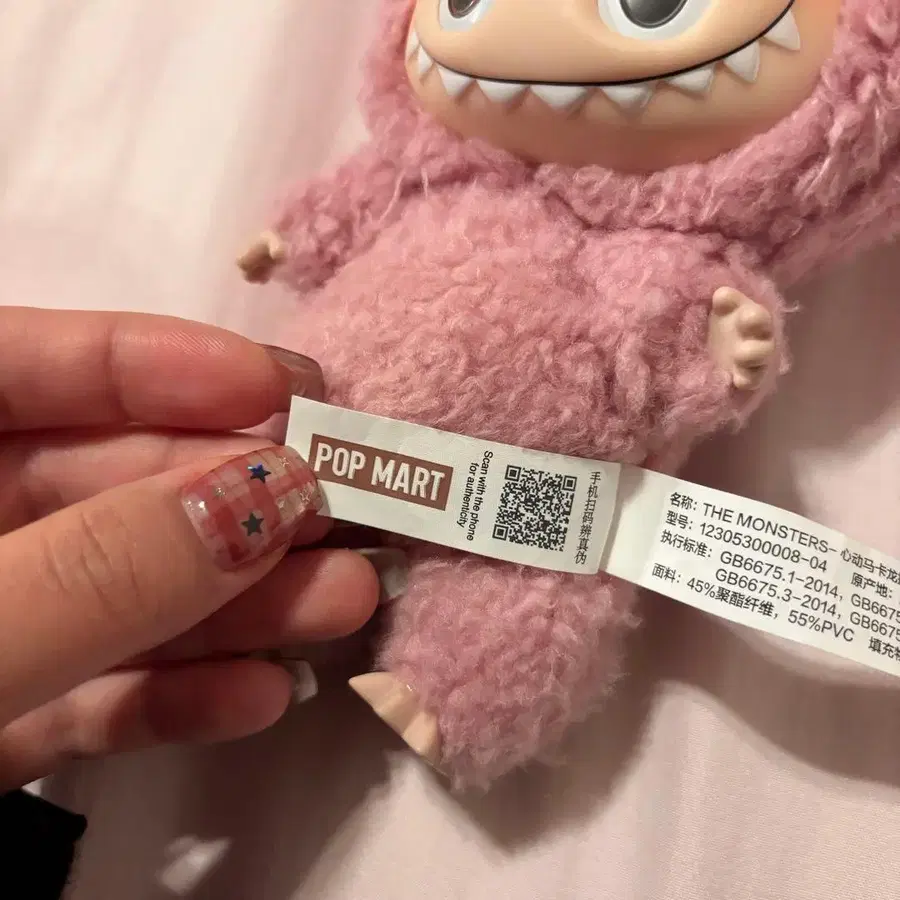 POP MART
Scan with the phone
for authenticity
手机扫码辨真伪
名称: THE MONSTERS- 心动马卡龙
型号: 12305300008-04 原产地:
执行标准: GB6675.1-2014, GB6675
GB6675.3-2014, GB6675
面料: 45%聚酯纤维, 55%PVC 填充